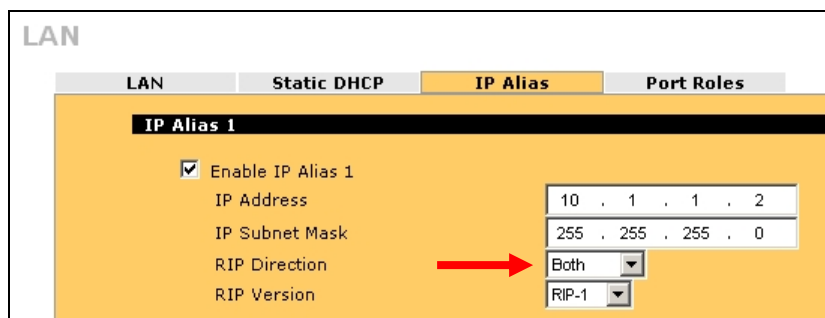 LAN
LAN Static DHCP IP Alias Port Roles
IP Alias 1
Enable IP Alias 1
IP Address 10 . 1 . 1 . 2
IP Subnet Mask 255 . 255 . 255 . 0
RIP Direction Both
RIP Version RIP-1